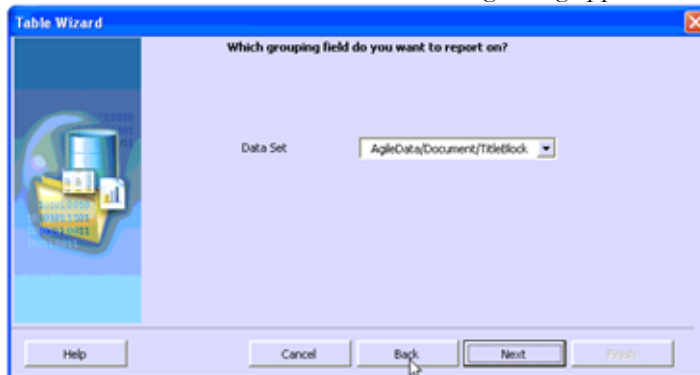 Table Wizard
Which grouping field do you want to report on?
Data Set
AgileData/Document/TitleBlock
Help
Cancel
Back
Next
Finish